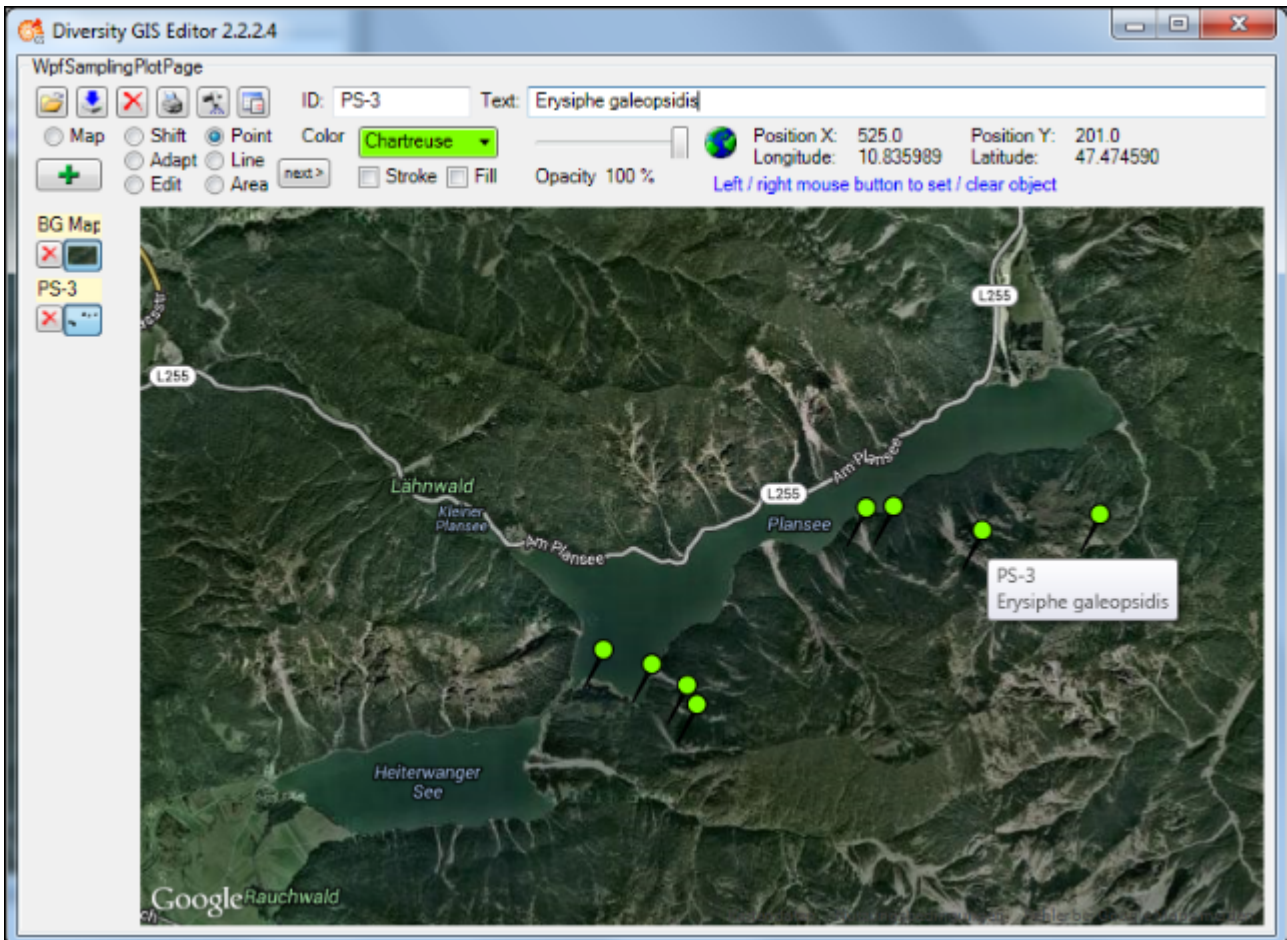 Diversity GIS Editor 2.2.2.4
WpfSamplingPlotPage
ID: PS-3 Text: Erysiphe galeopsidis
Map Shift Point Color Chartreuse Position X: 525.0 Position Y: 201.0
Adapt Line Longitude: 10.835989 Latitude: 47.474590
Edit Area next > Stroke Fill Opacity 100 % Left / right mouse button to set / clear object
BG Map
PS-3
L255
L255
Lähnwald
Kleiner
Plansee
Am Plansee
L255
Am Plansee
Plansee
PS-3
Erysiphe galeopsidis
Heiterwanger
See
Google
Rauchwald